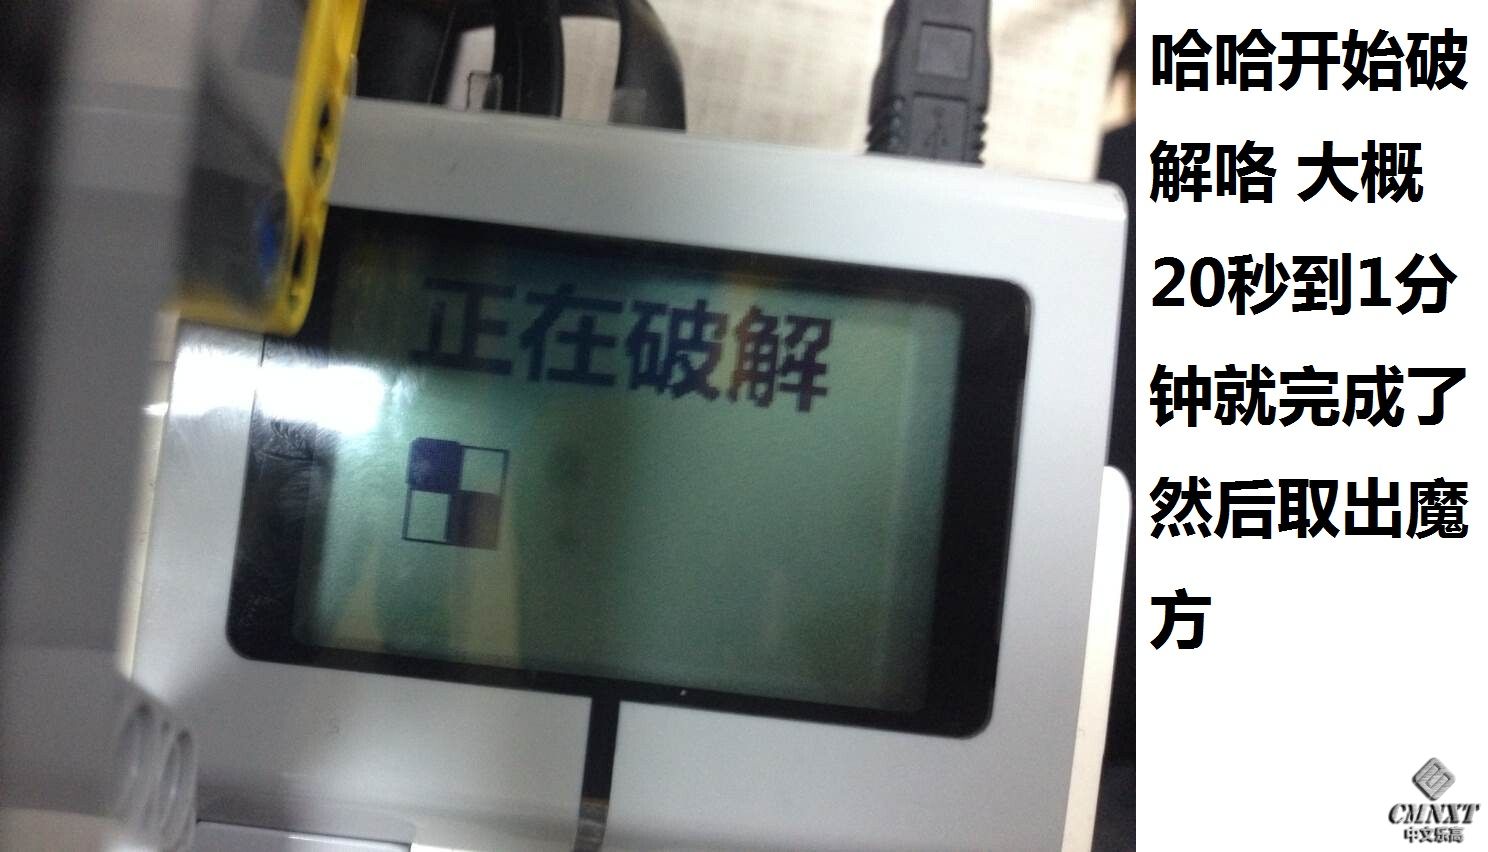 正在破解
哈哈开始破
解咯 大概
20秒到1分
钟就完成了
然后取出魔
方
CMNXT
中文乐高